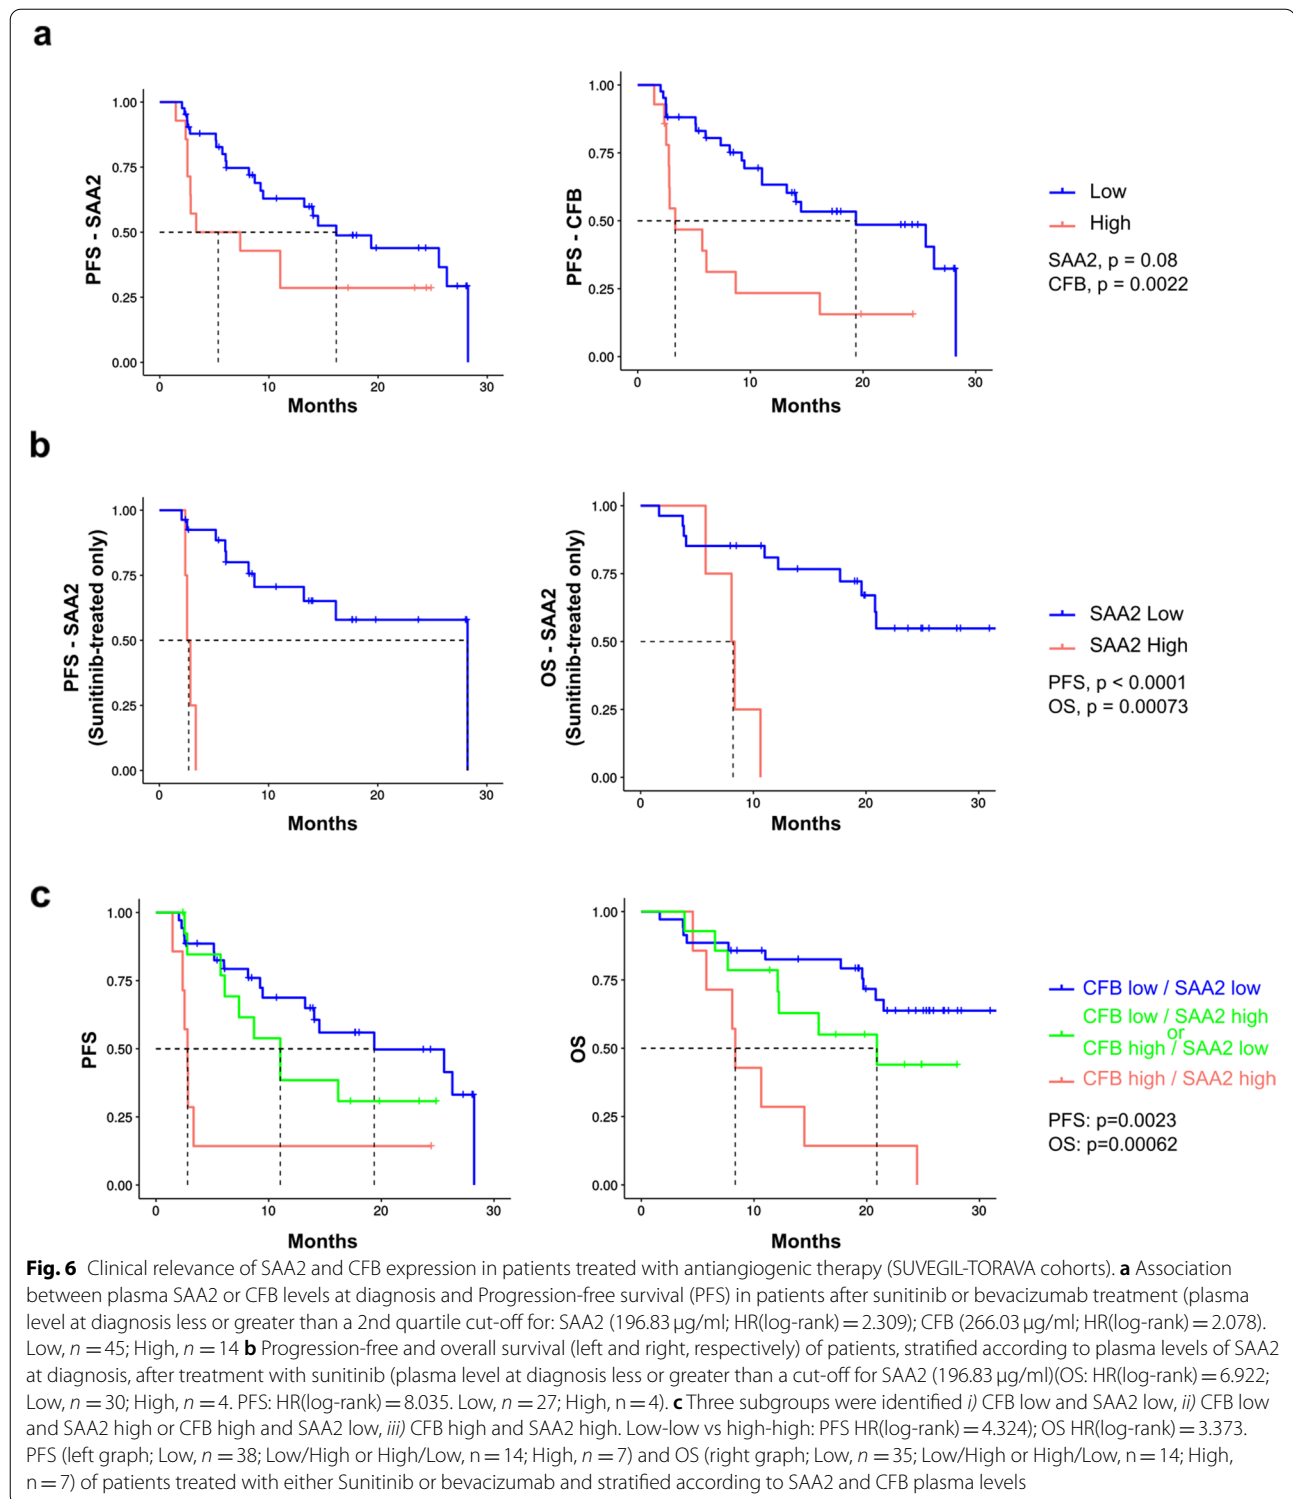 a
PFS - SAA2
1.00
0.75
0.50
0.25
0.00
0 10 20 30
Months
PFS - CFB
1.00
0.75
0.50
0.25
0.00
0 10 20 30
Months
Low
High
SAA2, p = 0.08
CFB, p = 0.0022
b
PFS - SAA2
(Sunitinib-treated only)
1.00
0.75
0.50
0.25
0.00
0 10 20 30
Months
OS - SAA2
(Sunitinib-treated only)
1.00
0.75
0.50
0.25
0.00
0 10 20 30
Months
SAA2 Low
SAA2 High
PFS, p < 0.0001
OS, p = 0.00073
c
PFS
1.00
0.75
0.50
0.25
0.00
0 10 20 30
Months
OS
1.00
0.75
0.50
0.25
0.00
0 10 20 30
Months
CFB low / SAA2 low
CFB low / SAA2 high
or
CFB high / SAA2 low
CFB high / SAA2 high
PFS: p=0.0023
OS: p=0.00062
Fig. 6 Clinical relevance of SAA2 and CFB expression in patients treated with antiangiogenic therapy (SUVEGIL-TORAVA cohorts). a Association
between plasma SAA2 or CFB levels at diagnosis and Progression-free survival (PFS) in patients after sunitinib or bevacizumab treatment (plasma
level at diagnosis less or greater than a 2nd quartile cut-off for: SAA2 (196.83 µg/ml; HR(log-rank) = 2.309); CFB (266.03 µg/ml; HR(log-rank) = 2.078).
Low, n = 45; High, n = 14 b Progression-free and overall survival (left and right, respectively) of patients, stratified according to plasma levels of SAA2
at diagnosis, after treatment with sunitinib (plasma level at diagnosis less or greater than a cut-off for SAA2 (196.83 µg/ml)(OS: HR(log-rank) = 6.922;
Low, n = 30; High, n = 4. PFS: HR(log-rank) = 8.035. Low, n = 27; High, n = 4). c Three subgroups were identified i) CFB low and SAA2 low, ii) CFB low
and SAA2 high or CFB high and SAA2 low, iii) CFB high and SAA2 high. Low-low vs high-high: PFS HR(log-rank) = 4.324); OS HR(log-rank) = 3.373.
PFS (left graph; Low, n = 38; Low/High or High/Low, n = 14; High, n = 7) and OS (right graph; Low, n = 35; Low/High or High/Low, n = 14; High,
n = 7) of patients treated with either Sunitinib or bevacizumab and stratified according to SAA2 and CFB plasma levels